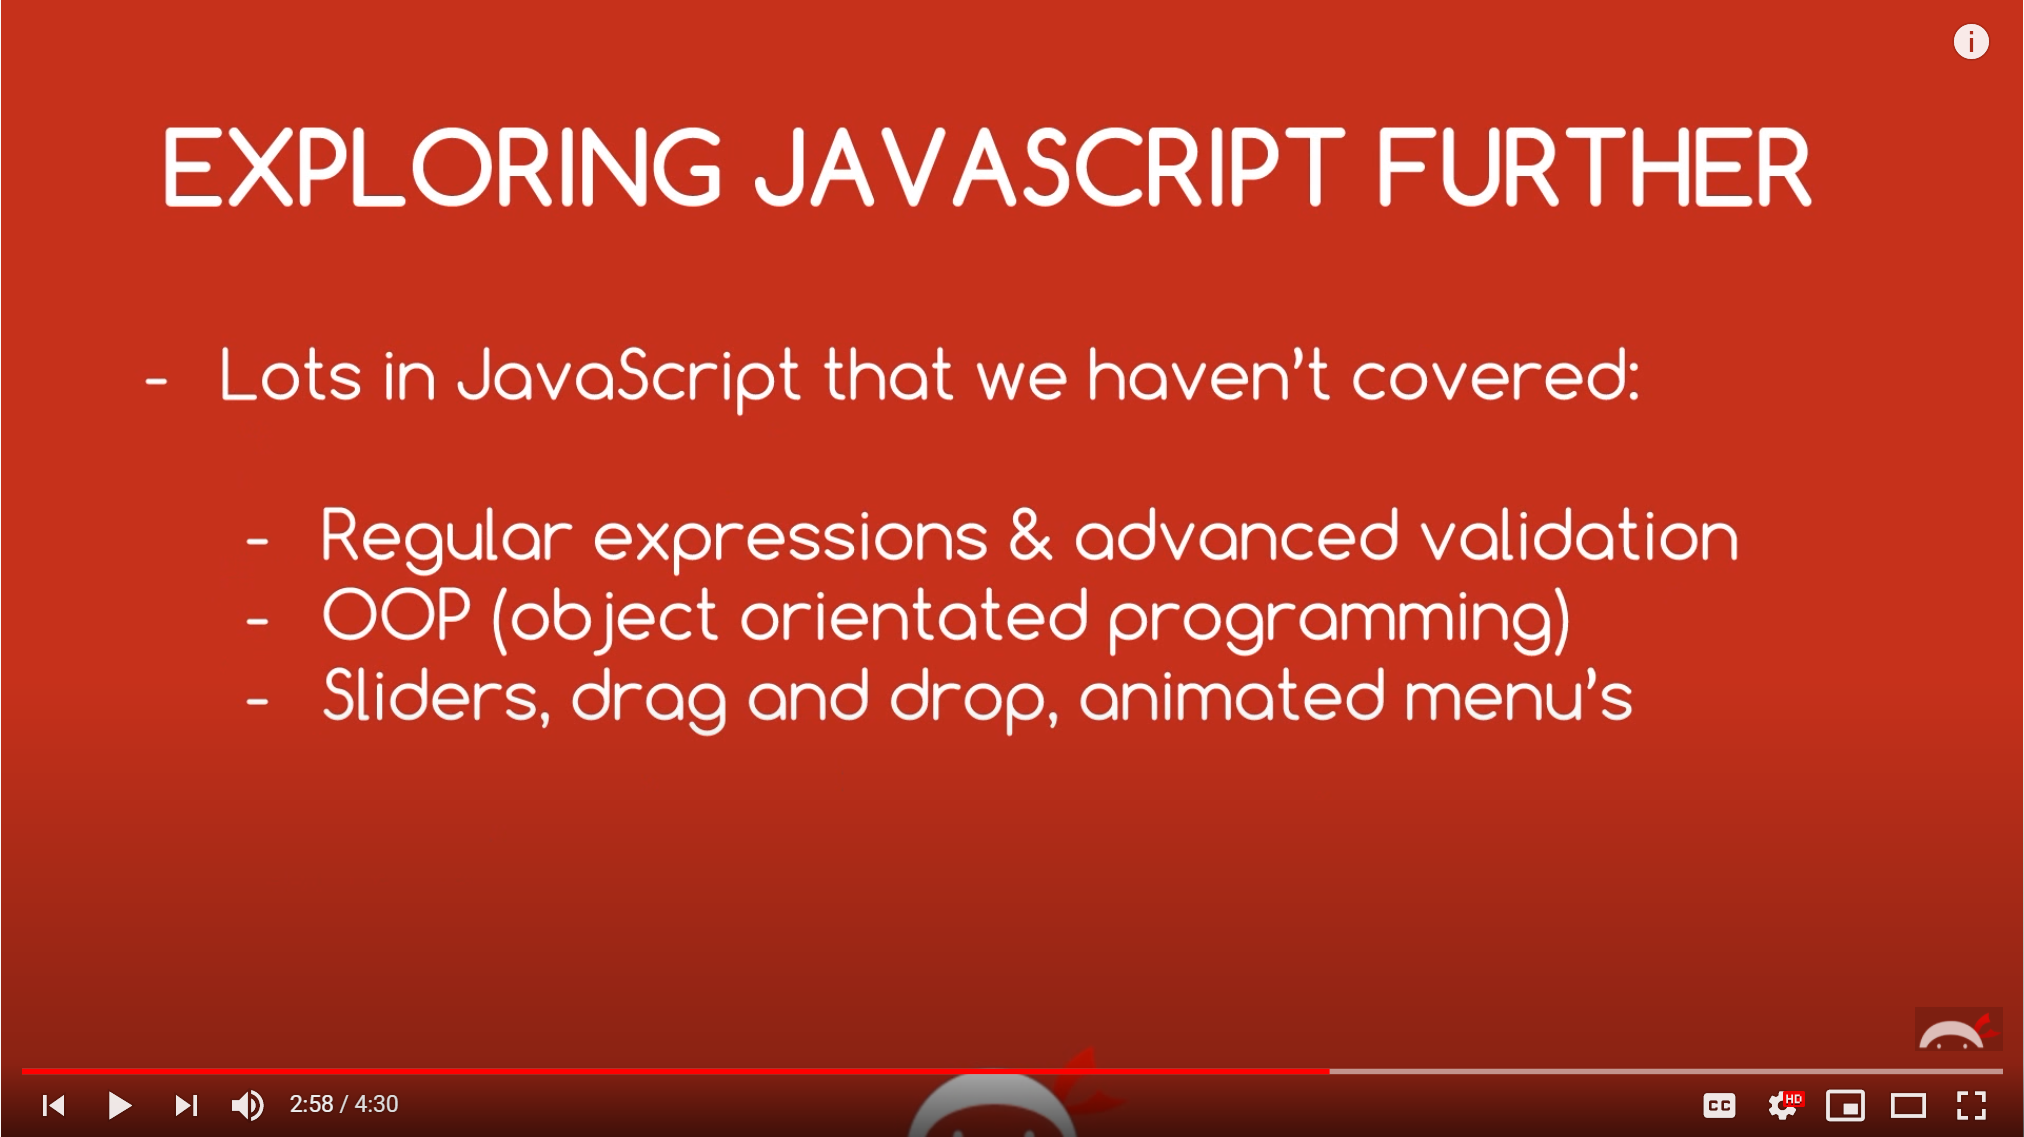 i
EXPLORING JAVASCRIPT FURTHER
- Lots in JavaScript that we haven't covered:
- Regular expressions & advanced validation
- OOP (object orientated programming)
- Sliders, drag and drop, animated menu's
2:58 / 4:30
CC
HD